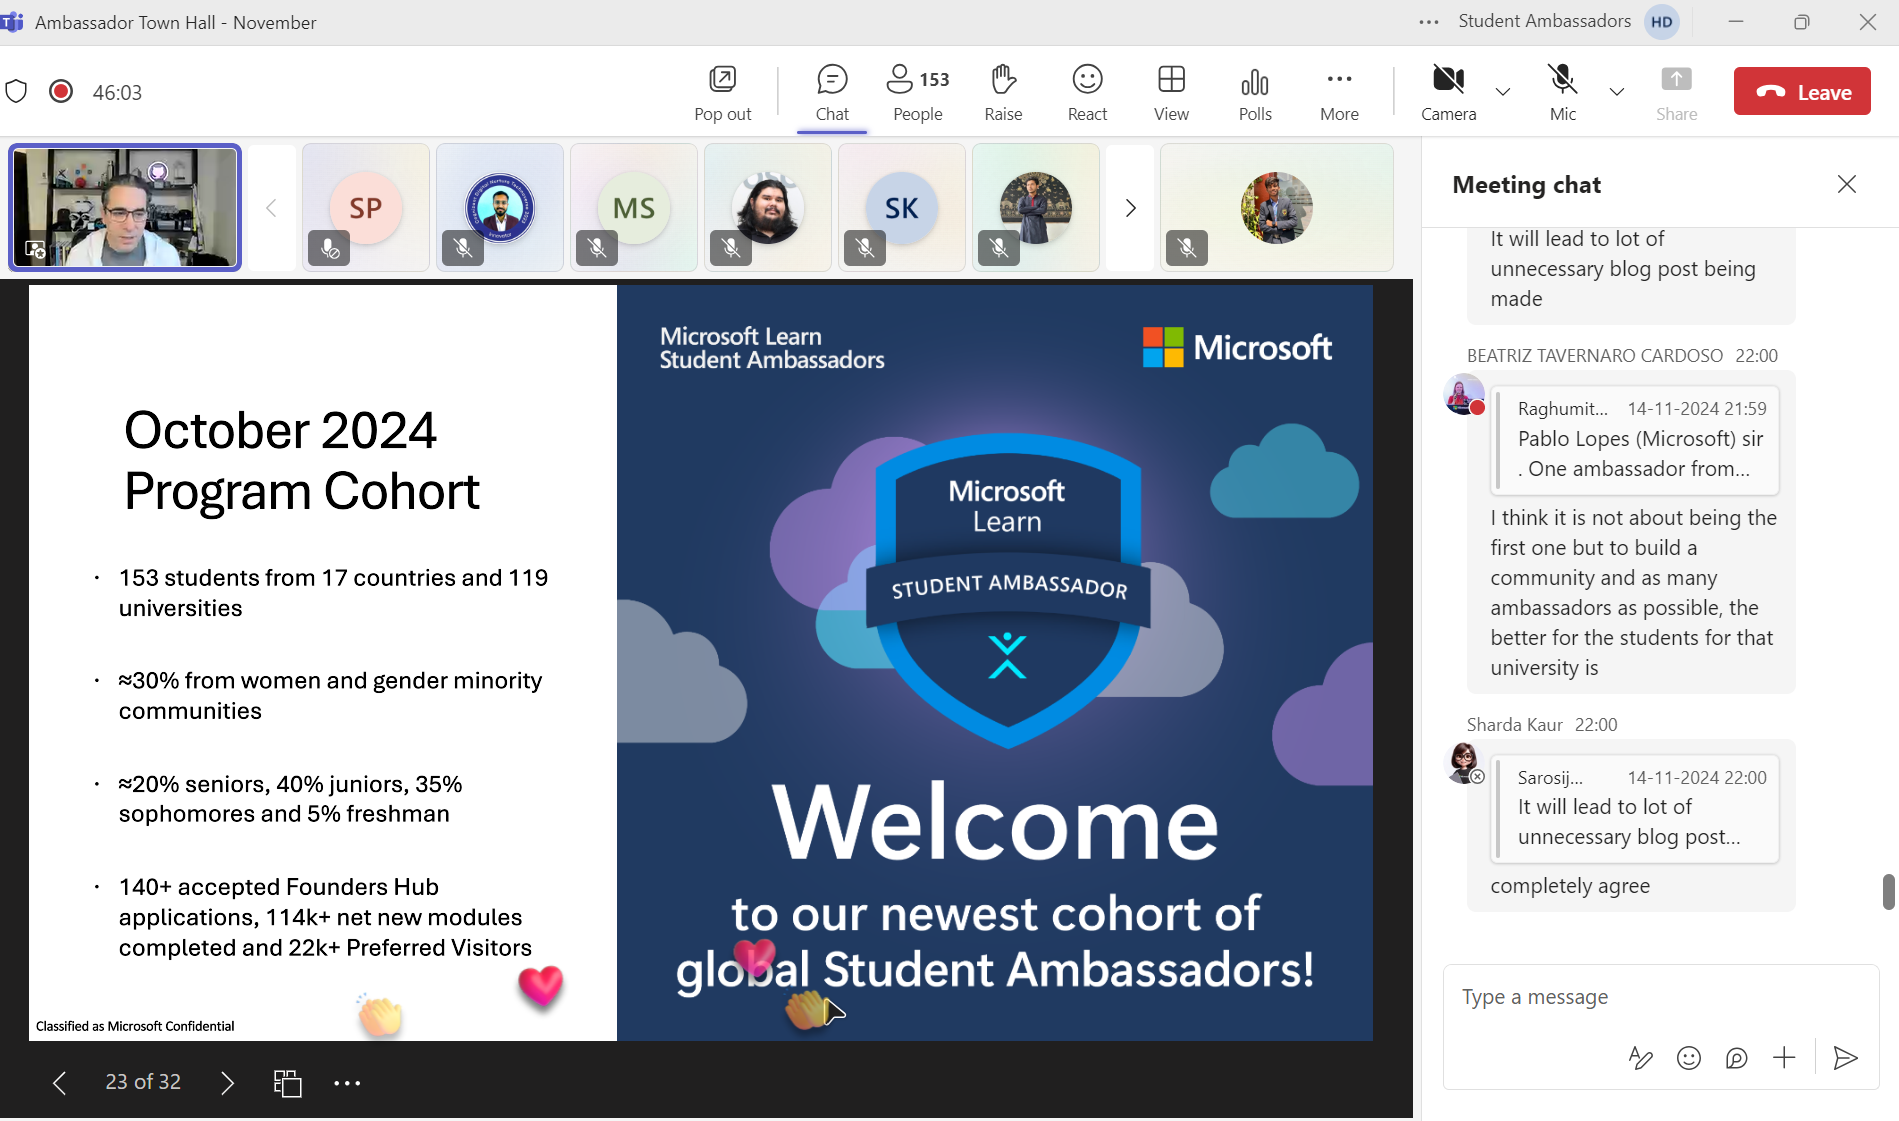 Ambassador Town Hall - November
Student Ambassadors HD
46:03
Pop out
Chat
153
People
Raise
React
View
Polls
More
Camera
Mic
Share
Leave
SP
MS
SK
October 2024
Program Cohort
· 153 students from 17 countries and 119
universities
· ≈30% from women and gender minority
communities
· ≈20% seniors, 40% juniors, 35%
sophomores and 5% freshman
· 140+ accepted Founders Hub
applications, 114k+ net new modules
completed and 22k+ Preferred Visitors
Classified as Microsoft Confidential
Microsoft Learn
Student Ambassadors
Microsoft
Microsoft
Learn
STUDENT AMBASSADOR
Welcome
to our newest cohort of
global Student Ambassadors!
23 of 32
Meeting chat
It will lead to lot of
unnecessary blog post being
made
BEATRIZ TAVERNARO CARDOSO 22:00
Raghumit... 14-11-2024 21:59
Pablo Lopes (Microsoft) sir
. One ambassador from...
I think it is not about being the
first one but to build a
community and as many
ambassadors as possible, the
better for the students for that
university is
Sharda Kaur 22:00
Sarosij... 14-11-2024 22:00
It will lead to lot of
unnecessary blog post...
completely agree
Type a message